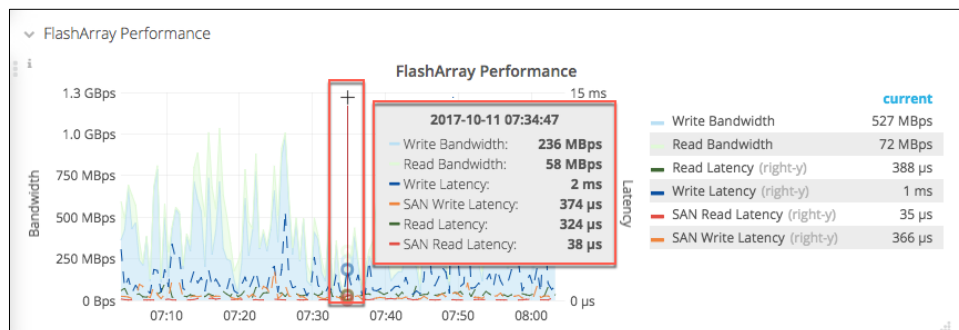 FlashArray Performance
i
FlashArray Performance
1.3 GBps
1.0 GBps
750 MBps
500 MBps
250 MBps
0 Bps
Bandwidth
15 ms
0 µs
Latency
07:10
07:20
07:30
07:40
07:50
08:00
2017-10-11 07:34:47
Write Bandwidth: 236 MBps
Read Bandwidth: 58 MBps
Write Latency: 2 ms
SAN Write Latency: 374 µs
Read Latency: 324 µs
SAN Read Latency: 38 µs
current
Write Bandwidth 527 MBps
Read Bandwidth 72 MBps
Read Latency (right-y) 388 µs
Write Latency (right-y) 1 ms
SAN Read Latency (right-y) 35 µs
SAN Write Latency (right-y) 366 µs